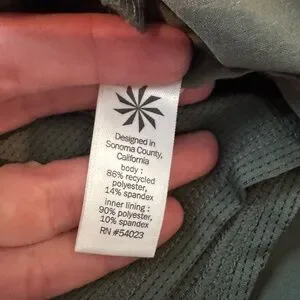 Designed in
Sonoma County,
California
body :
86% recycled
polyester,
14% spandex
inner lining :
90% polyester,
10% spandex
RN #54023